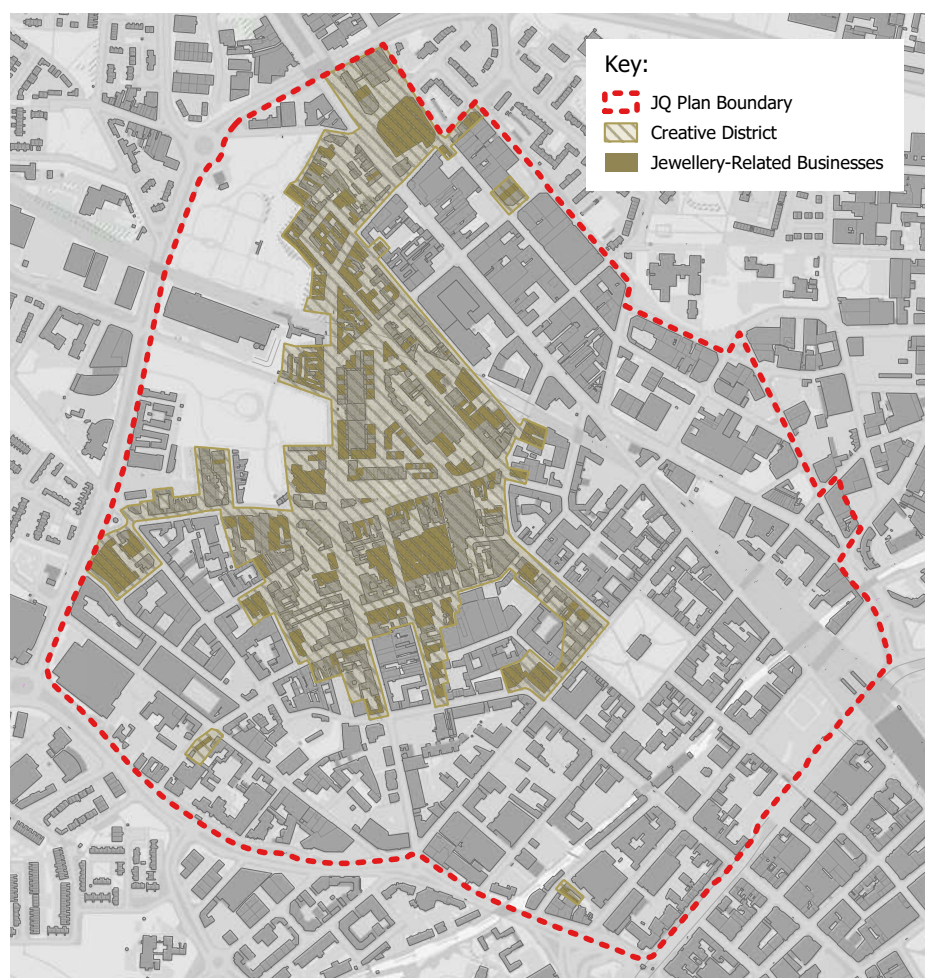 Key:
JQ Plan Boundary
Creative District
Jewellery-Related Businesses